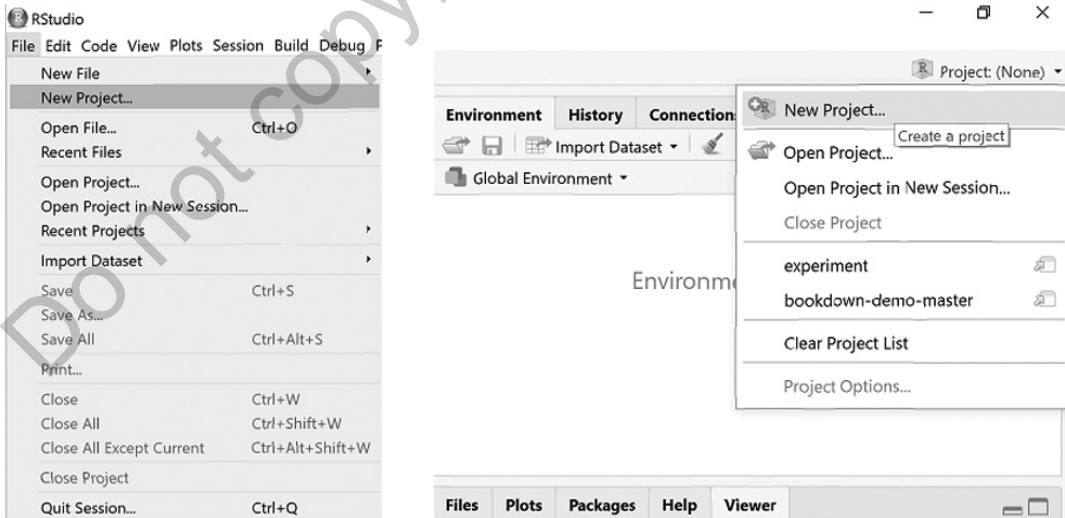 RStudio
File Edit Code View Plots Session Build Debug
New File
New Project...
Open File... Ctrl+O
Recent Files
Open Project...
Open Project in New Session...
Recent Projects
Import Dataset
Save Ctrl+S
Save As...
Save All Ctrl+Alt+S
Print...
Close Ctrl+W
Close All Ctrl+Shift+W
Close All Except Current Ctrl+Alt+Shift+W
Close Project
Quit Session... Ctrl+Q
Project: (None)
Environment History Connection
Import Dataset
Global Environment
Environme
New Project...
Create a project
Open Project...
Open Project in New Session...
Close Project
experiment
bookdown-demo-master
Clear Project List
Project Options...
Files Plots Packages Help Viewer
Do not copy